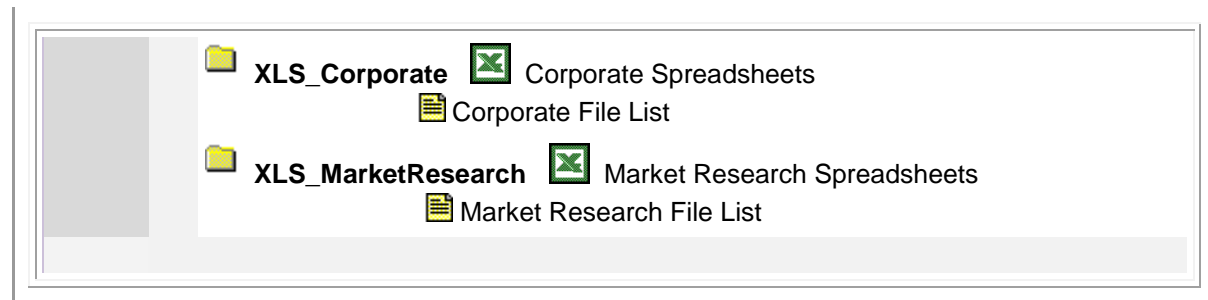 XLS_Corporate Corporate Spreadsheets
Corporate File List
XLS_MarketResearch Market Research Spreadsheets
Market Research File List